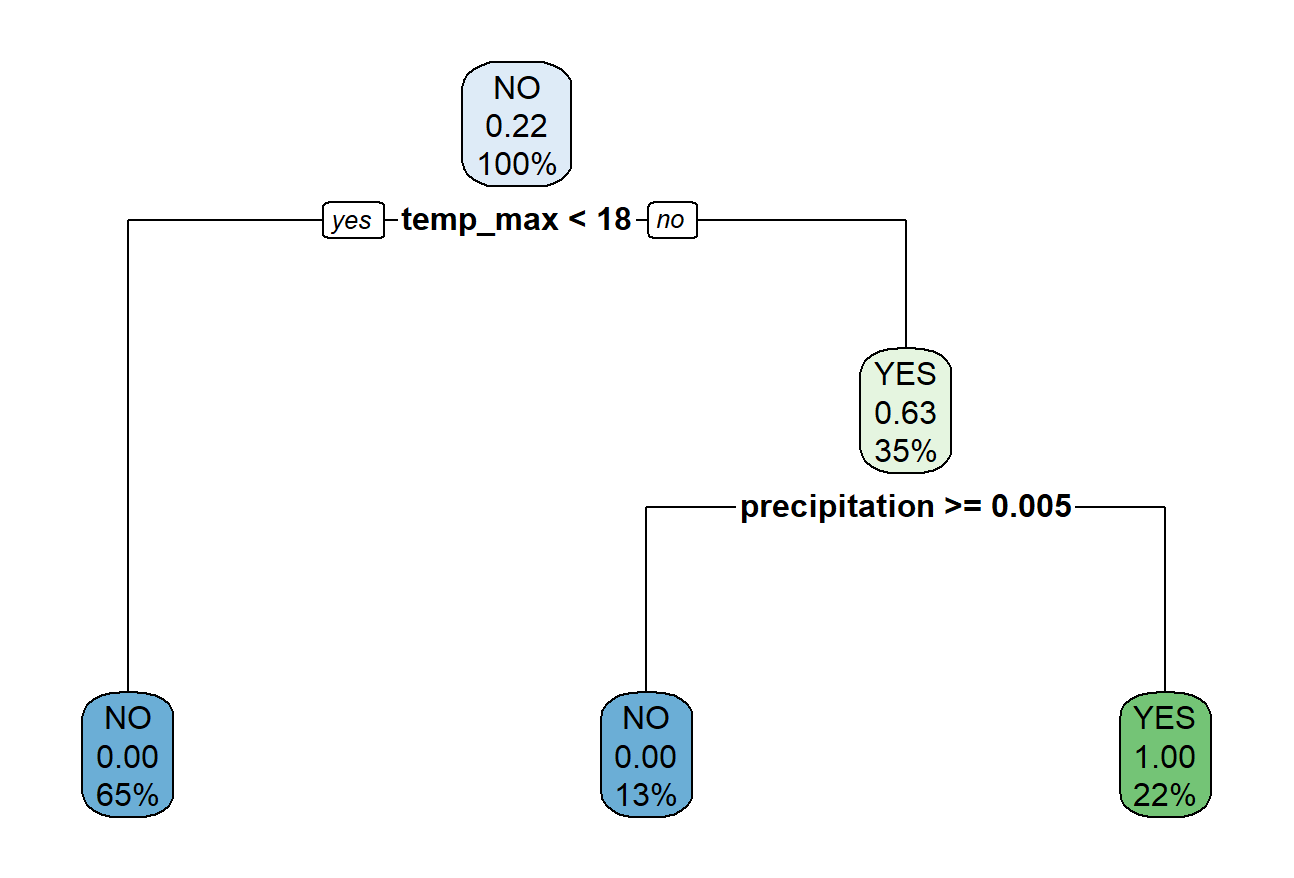 NO
0.22
100%
yes temp_max < 18 no
YES
0.63
35%
precipitation >= 0.005
NO
0.00
65%
NO
0.00
13%
YES
1.00
22%